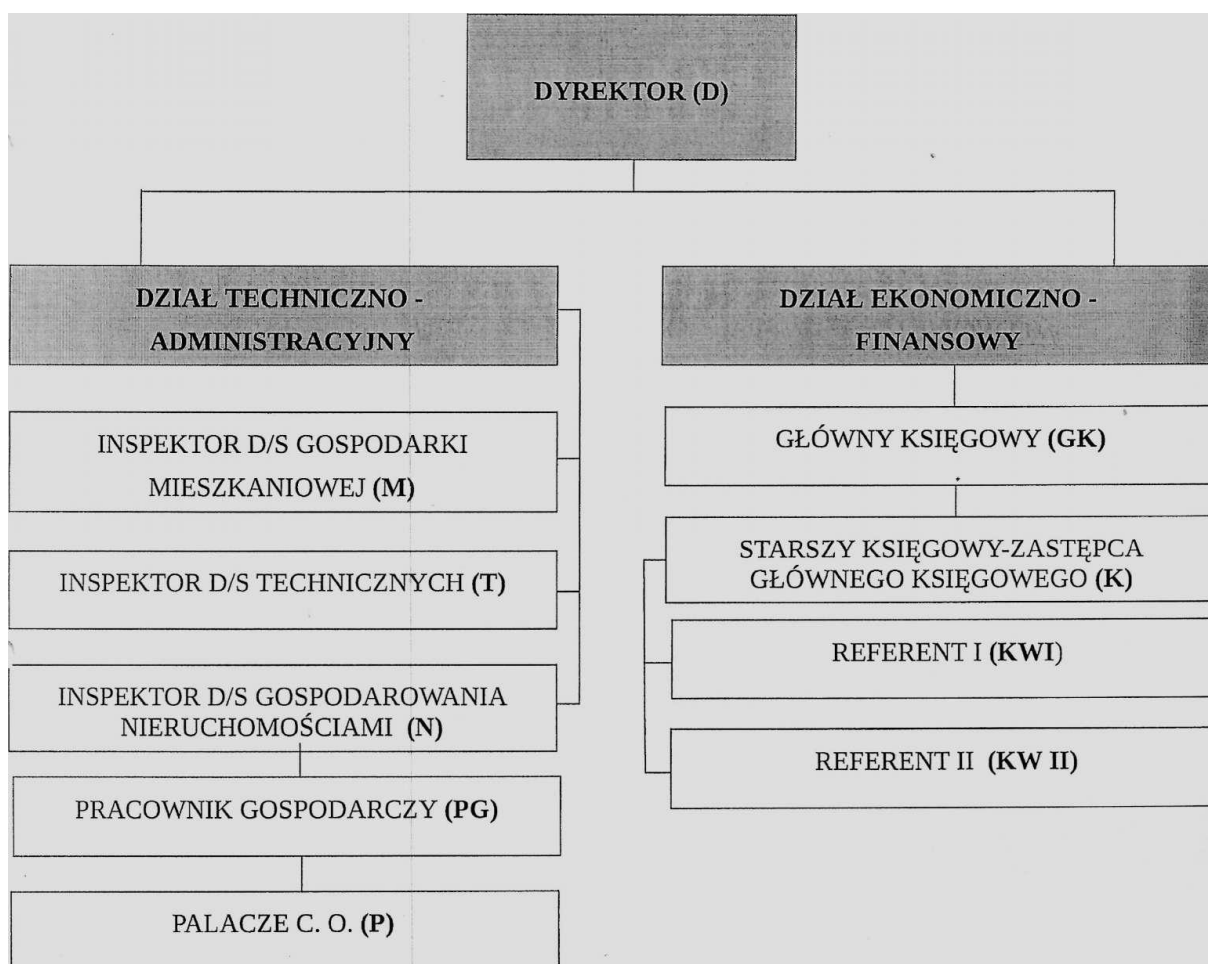 DYREKTOR (D)
DZIAŁ TECHNICZNO -
ADMINISTRACYJNY
INSPEKTOR D/S GOSPODARKI
MIESZKANIOWEJ (M)
INSPEKTOR D/S TECHNICZNYCH (T)
INSPEKTOR D/S GOSPODAROWANIA
NIERUCHOMOŚCIAMI (N)
PRACOWNIK GOSPODARCZY (PG)
PALACZE C. O. (P)
DZIAŁ EKONOMICZNO -
FINANSOWY
GŁÓWNY KSIĘGOWY (GK)
STARSZY KSIĘGOWY-ZASTĘPCA
GŁÓWNEGO KSIĘGOWEGO (K)
REFERENT I (KWI)
REFERENT II (KW II)